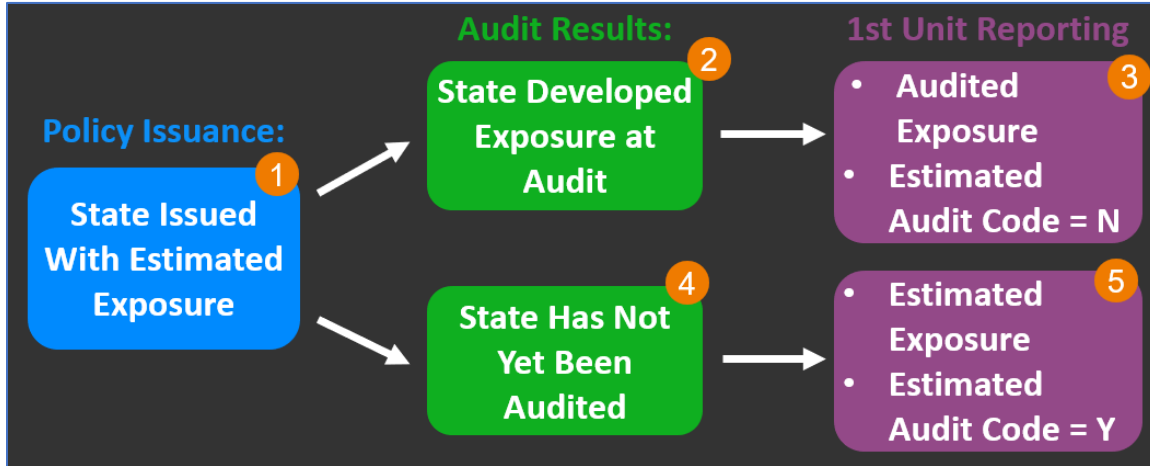 Policy Issuance:
1
State Issued
With Estimated
Exposure
Audit Results:
2
State Developed
Exposure at
Audit
1st Unit Reporting
3
• Audited
Exposure
• Estimated
Audit Code = N
4
State Has Not
Yet Been
Audited
5
• Estimated
Exposure
• Estimated
Audit Code = Y